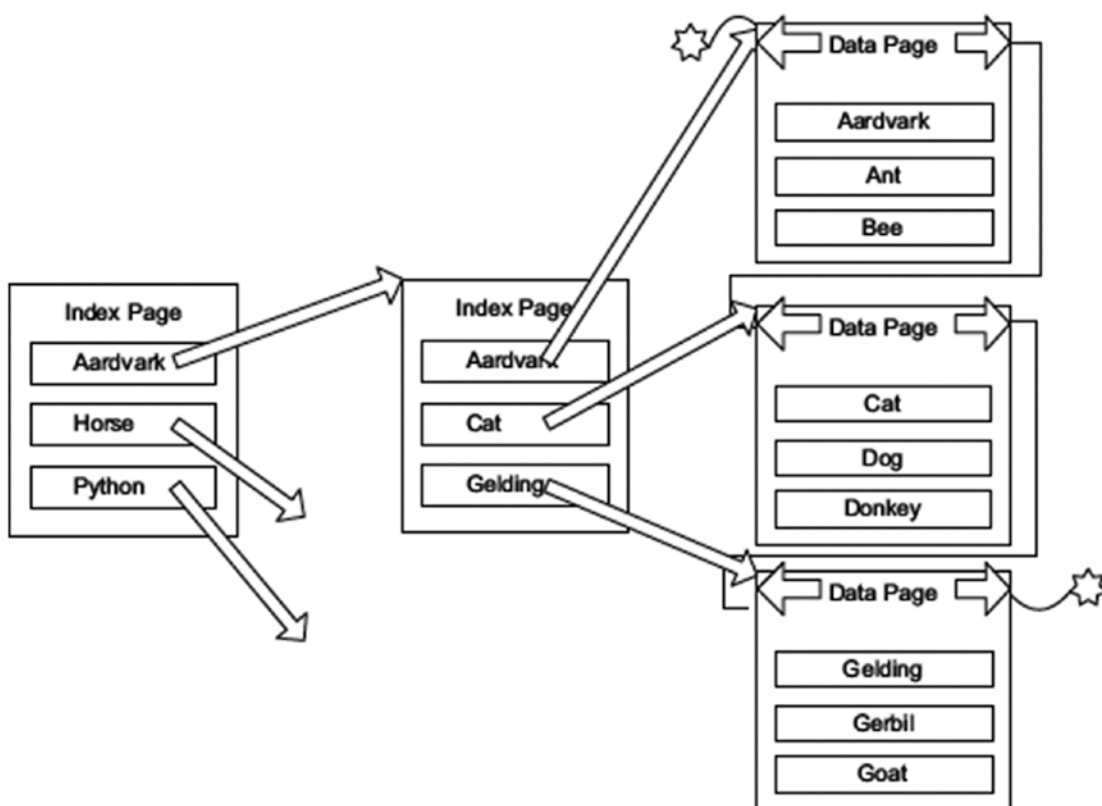 Index Page
Aardvark
Horse
Python
Index Page
Aardvark
Cat
Gelding
Data Page
Aardvark
Ant
Bee
Data Page
Cat
Dog
Donkey
Data Page
Gelding
Gerbil
Goat